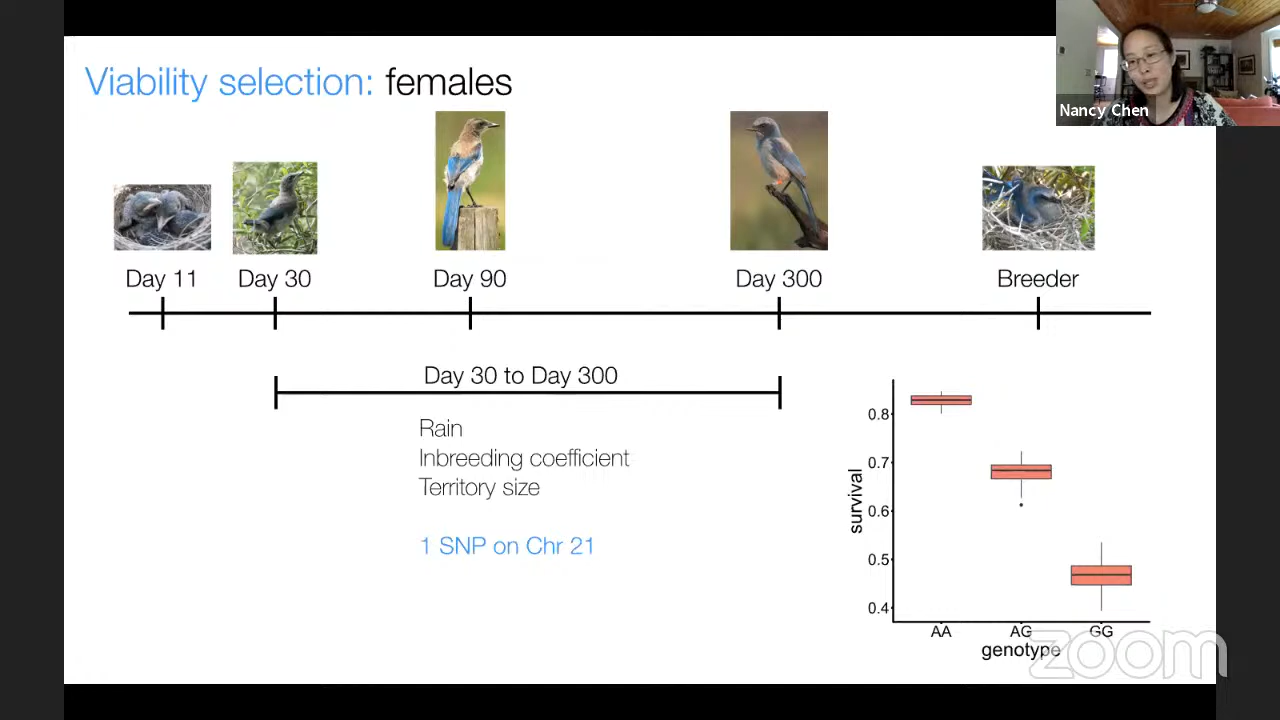 Viability selection: females
Nancy Chen
Day 11
Day 30
Day 90
Day 300
Breeder
Day 30 to Day 300
Rain
Inbreeding coefficient
Territory size
1 SNP on Chr 21
survival
0.8
0.7
0.6
0.5
0.4
AA
AG
GG
genotype
zoom